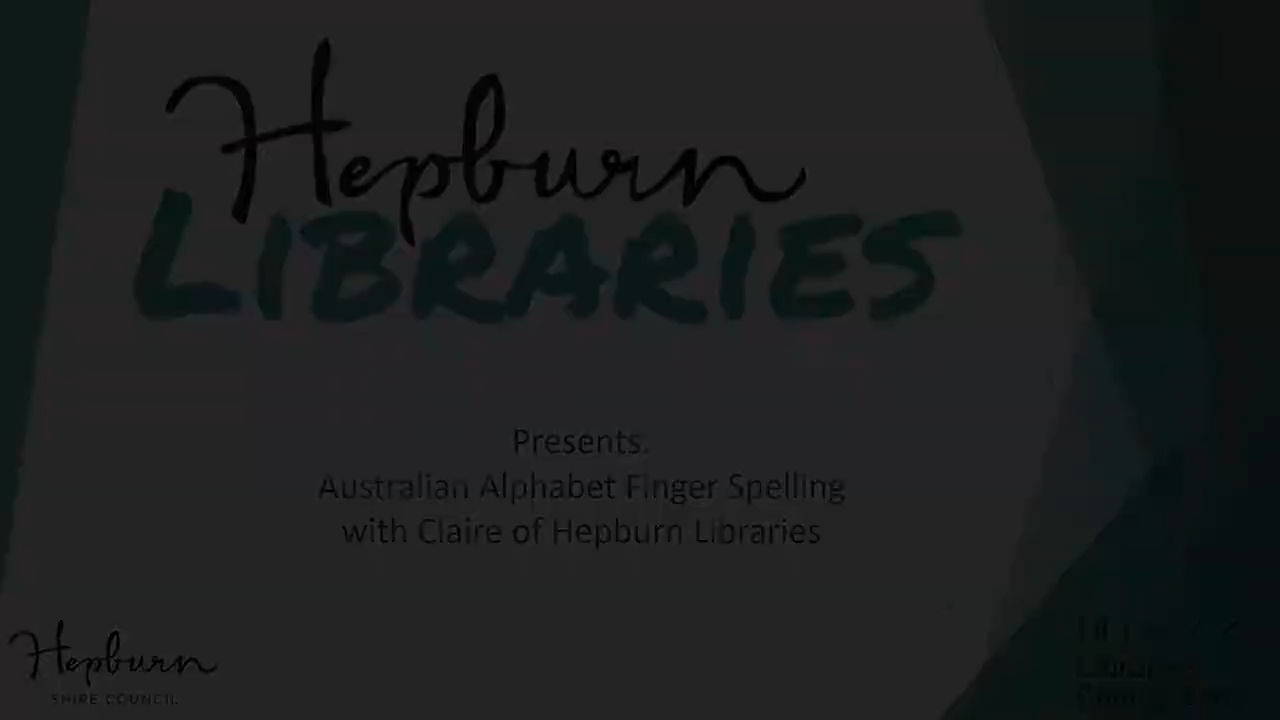 Hepburn
LIBRARIES
Presents:
Australian Alphabet Finger Spelling
with Claire of Hepburn Libraries
Hepburn
SHIRE COUNCIL